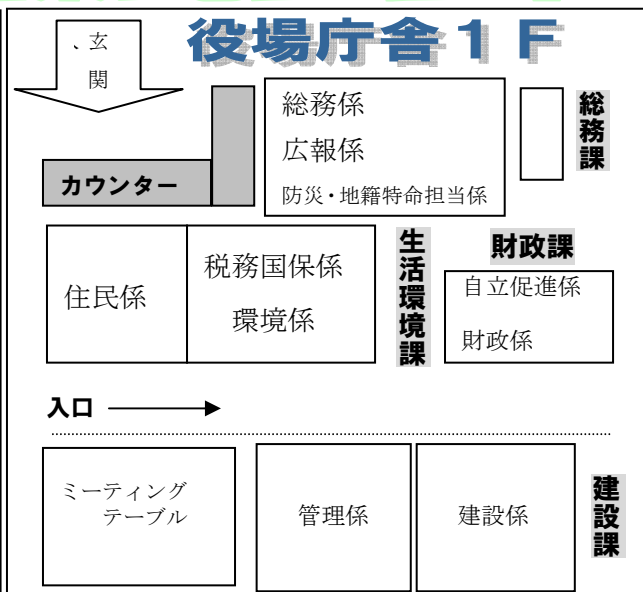 役場庁舎１Ｆ
、玄
関
カウンター
総務係
広報係
防災・地籍特命担当係
総務課
住民係
税務国保係
環境係
生活環境課
財政課
自立促進係
財政係
入口
ミーティング
テーブル
管理係
建設係
建設課